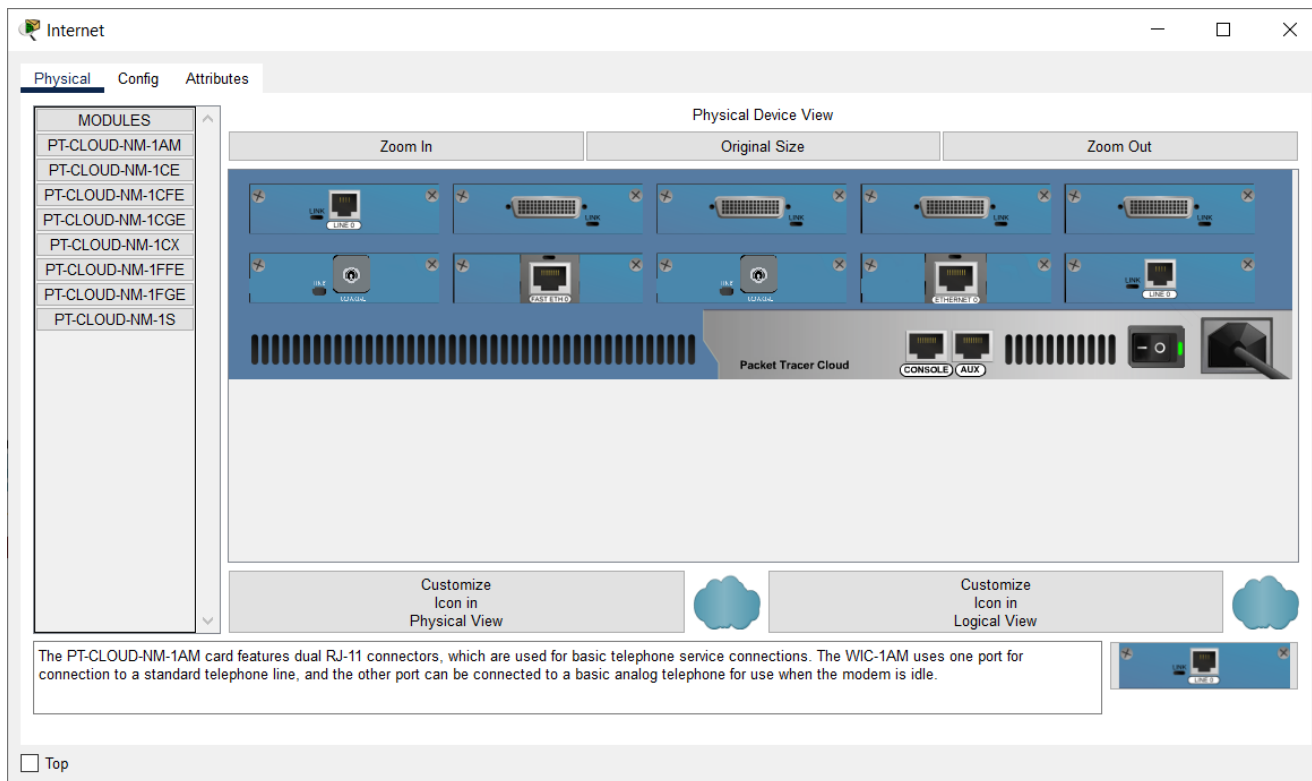 Internet
Physical Config Attributes
MODULES
PT-CLOUD-NM-1AM
PT-CLOUD-NM-1CE
PT-CLOUD-NM-1CFE
PT-CLOUD-NM-1CGE
PT-CLOUD-NM-1CX
PT-CLOUD-NM-1FFE
PT-CLOUD-NM-1FGE
PT-CLOUD-NM-1S
Physical Device View
Zoom In Original Size Zoom Out
LINK LINE 0 LINK LINK LINK LINK
LINK COAXIAL FAST ETH 0 LINK COAXIAL ETHERNET 0 LINK LINE 0
Packet Tracer Cloud CONSOLE AUX
Customize
Icon in
Physical View
Customize
Icon in
Logical View
The PT-CLOUD-NM-1AM card features dual RJ-11 connectors, which are used for basic telephone service connections. The WIC-1AM uses one port for
connection to a standard telephone line, and the other port can be connected to a basic analog telephone for use when the modem is idle.
LINK LINE 0
Top